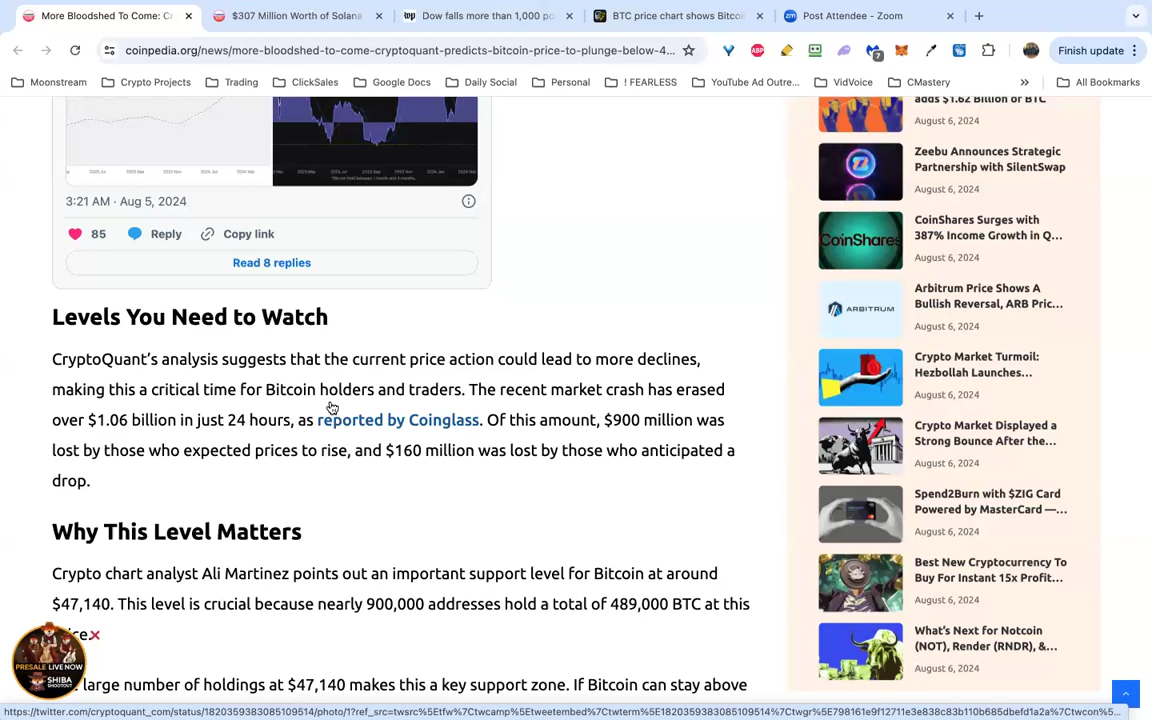 More Bloodshed To Come: C
$307 Million Worth of Solana
Dow falls more than 1,000 po
BTC price chart shows Bitcoi
Post Attendee - Zoom
coinpedia.org/news/more-bloodshed-to-come-cryptoquant-predicts-bitcoin-price-to-plunge-below-4...
7
Finish update
Moonstream
Crypto Projects
Trading
ClickSales
Google Docs
Daily Social
Personal
! FEARLESS
YouTube Ad Outre...
VidVoice
CMastery
All Bookmarks
3:21 AM · Aug 5, 2024
85
Reply
Copy link
Read 8 replies
Levels You Need to Watch
CryptoQuant’s analysis suggests that the current price action could lead to more declines,
making this a critical time for Bitcoin holders and traders. The recent market crash has erased
over $1.06 billion in just 24 hours, as reported by Coinglass. Of this amount, $900 million was
lost by those who expected prices to rise, and $160 million was lost by those who anticipated a
drop.
Why This Level Matters
Crypto chart analyst Ali Martinez points out an important support level for Bitcoin at around
$47,140. This level is crucial because nearly 900,000 addresses hold a total of 489,000 BTC at this
large number of holdings at $47,140 makes this a key support zone. If Bitcoin can stay above
PRESALE LIVE NOW
SHIBA
SHOOTOUT
adds $1.62 Billion of BTC
August 6, 2024
Zeebu Announces Strategic
Partnership with SilentSwap
August 6, 2024
CoinShares
CoinShares Surges with
387% Income Growth in Q...
August 6, 2024
ARBITRUM
Arbitrum Price Shows A
Bullish Reversal, ARB Pric...
August 6, 2024
Crypto Market Turmoil:
Hezbollah Launches...
August 6, 2024
Crypto Market Displayed a
Strong Bounce After the...
August 6, 2024
Spend2Burn with $ZIG Card
Powered by MasterCard —...
August 6, 2024
Best New Cryptocurrency To
Buy For Instant 15x Profit...
August 6, 2024
What’s Next for Notcoin
(NOT), Render (RNDR), &...
August 6, 2024